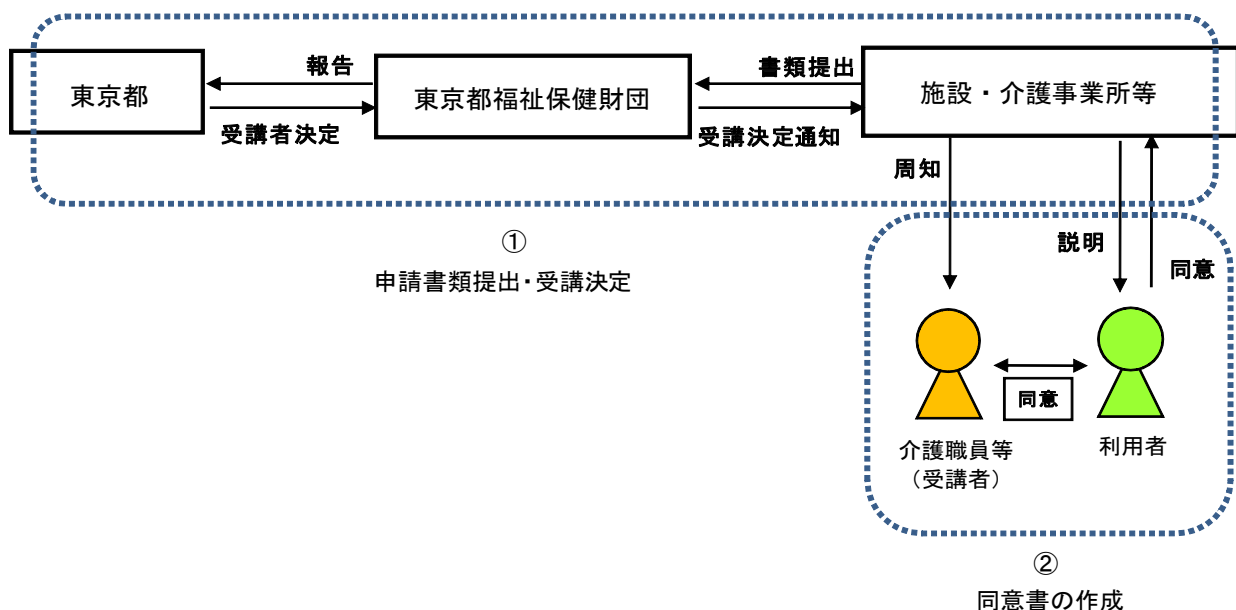 東京都
報告
受講者決定
東京都福祉保健財団
書類提出
受講決定通知
施設・介護事業所等
周知
説明
同意
①
申請書類提出・受講決定
同意
介護職員等
（受講者）
利用者
②
同意書の作成